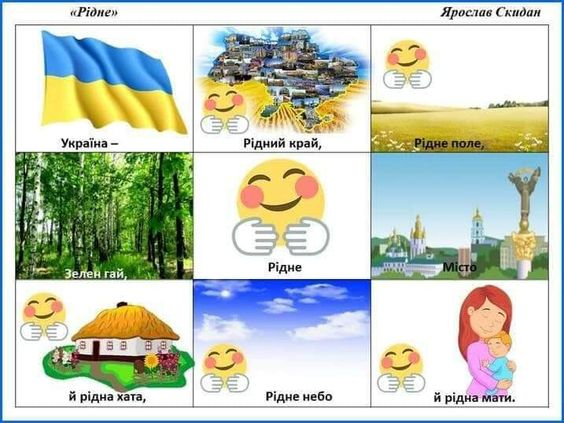 «Рідне»
Ярослав Скидан
Україна –
Рідний край,
Рідне поле,
Зелен гай,
Рідне
Місто
й рідна хата,
Рідне небо
й рідна мати.